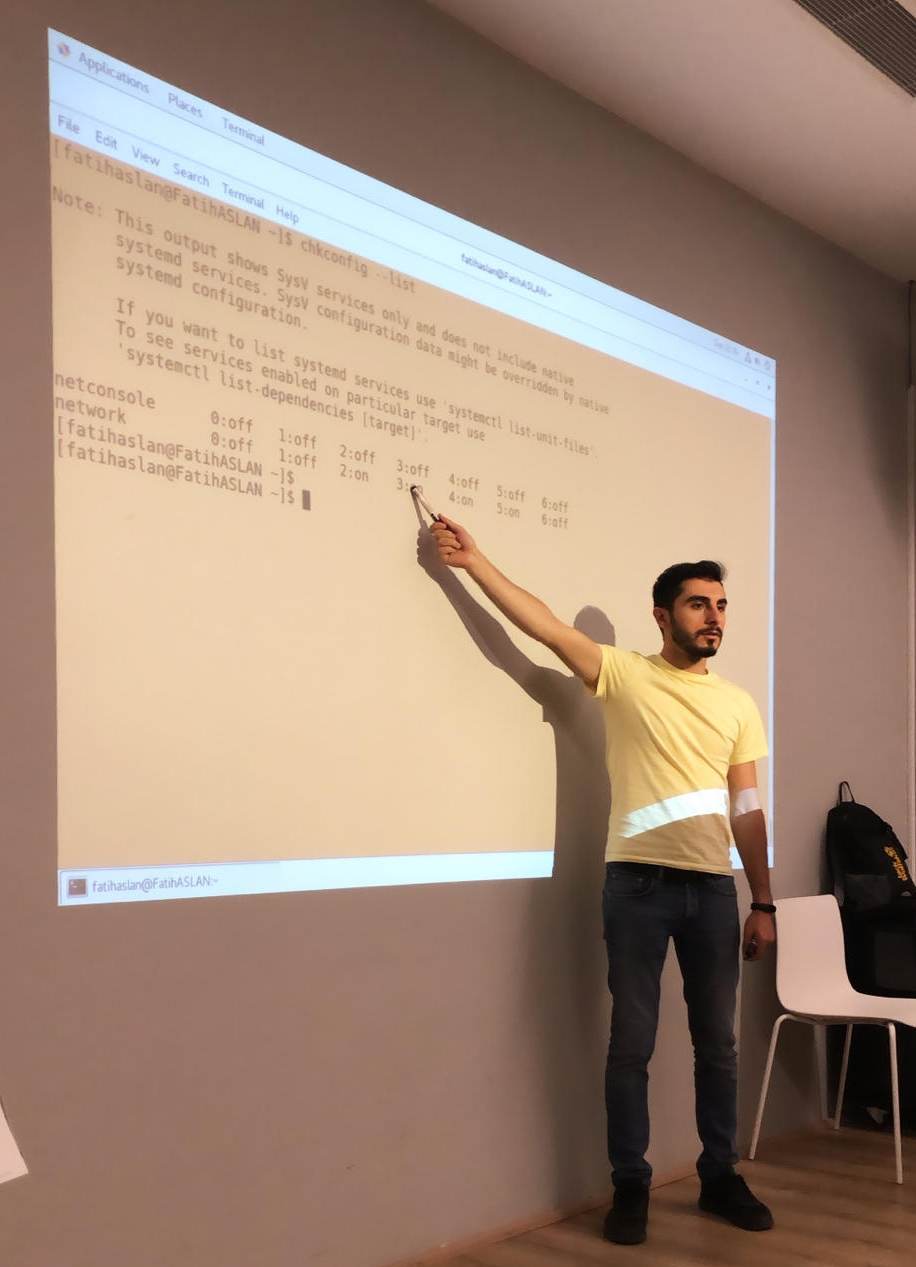 Applications Places Terminal
fatihaslan@FatihASLAN:~
File Edit View Search Terminal Help
[fatihaslan@FatihASLAN ~]$ chkconfig --list
Note: This output shows SysV services only and does not include native
systemd services. SysV configuration data might be overridden by native
systemd configuration.
If you want to list systemd services use 'systemctl list-unit-files'.
To see services enabled on particular target use
'systemctl list-dependencies [target]'.
netconsole 0:off 1:off 2:off 3:off 4:off 5:off 6:off
network 0:off 1:off 2:on 3:on 4:on 5:on 6:off
[fatihaslan@FatihASLAN ~]$
[fatihaslan@FatihASLAN ~]$
fatihaslan@FatihASLAN:~